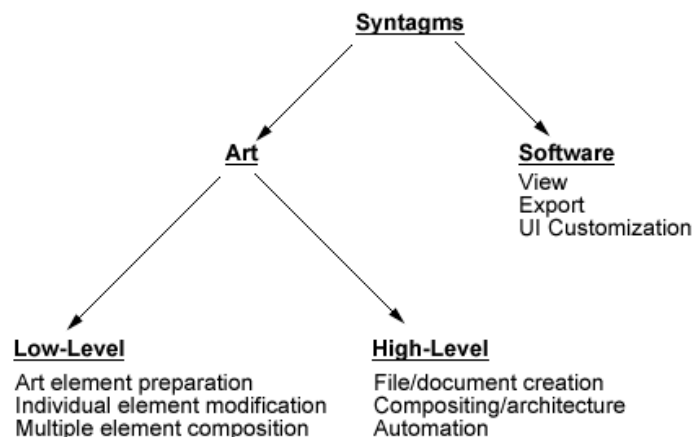 Syntagms
Art
Software
View
Export
UI Customization
Low-Level
Art element preparation
Individual element modification
Multiple element composition
High-Level
File/document creation
Compositing/architecture
Automation